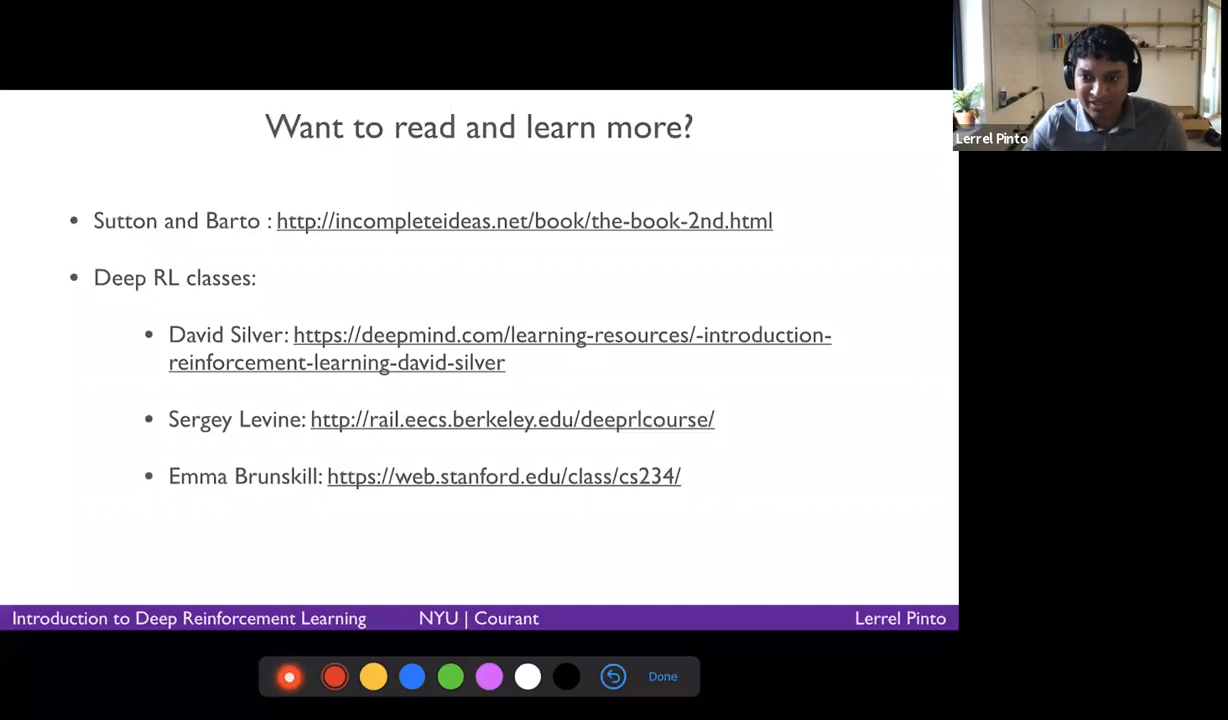 Want to read and learn more?
Lerrel Pinto
• Sutton and Barto : http://incompleteideas.net/book/the-book-2nd.html
• Deep RL classes:
• David Silver: https://deepmind.com/learning-resources/-introduction-
reinforcement-learning-david-silver
• Sergey Levine: http://rail.eecs.berkeley.edu/deeprlcourse/
• Emma Brunskill: https://web.stanford.edu/class/cs234/
Introduction to Deep Reinforcement Learning NYU | Courant Lerrel Pinto
Done